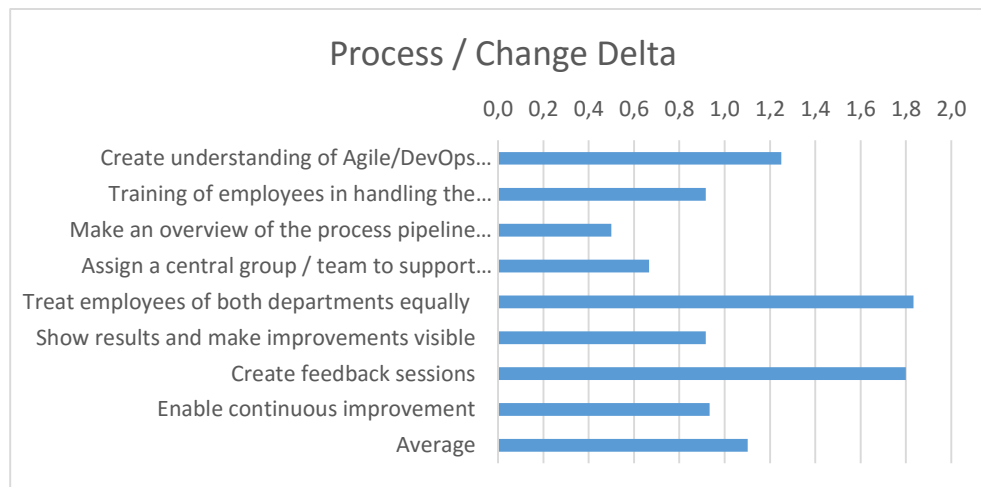 Process / Change Delta
0,0 0,2 0,4 0,6 0,8 1,0 1,2 1,4 1,6 1,8 2,0
Create understanding of Agile/DevOps...
Training of employees in handling the...
Make an overview of the process pipeline...
Assign a central group / team to support...
Treat employees of both departments equally
Show results and make improvements visible
Create feedback sessions
Enable continuous improvement
Average